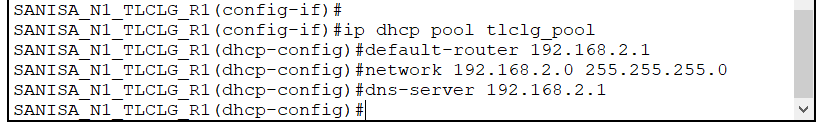 SANISA_N1_TLCLG_R1(config-if)#
SANISA_N1_TLCLG_R1(config-if)#ip dhcp pool tlclg_pool
SANISA_N1_TLCLG_R1(dhcp-config)#default-router 192.168.2.1
SANISA_N1_TLCLG_R1(dhcp-config)#network 192.168.2.0 255.255.255.0
SANISA_N1_TLCLG_R1(dhcp-config)#dns-server 192.168.2.1
SANISA_N1_TLCLG_R1(dhcp-config)#